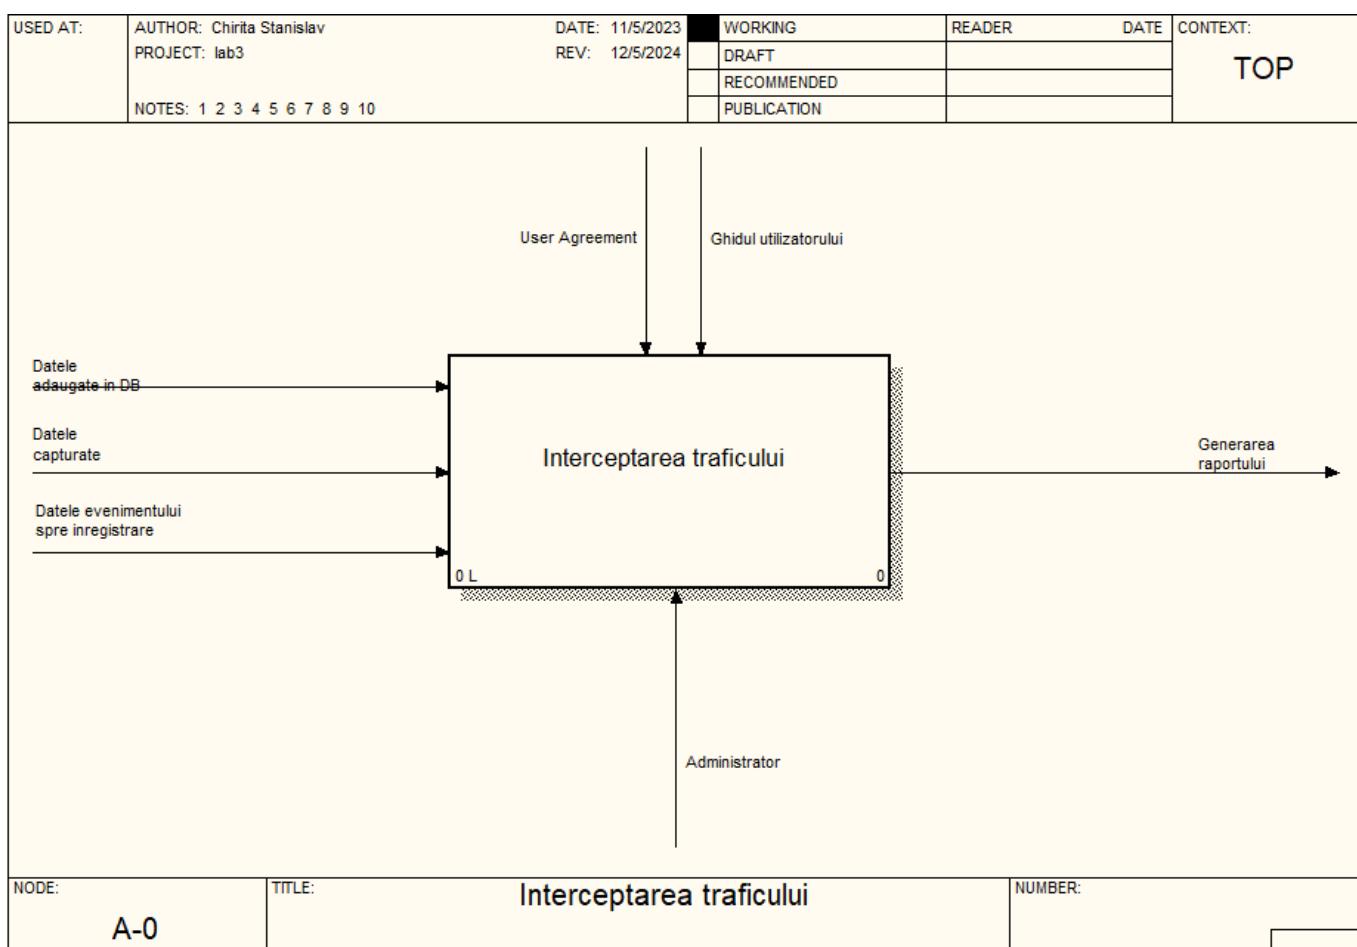 USED AT:
AUTHOR: Chirita Stanislav
DATE: 11/5/2023
WORKING
READER
DATE
CONTEXT:
PROJECT: lab3
REV: 12/5/2024
DRAFT
TOP
RECOMMENDED
NOTES: 1 2 3 4 5 6 7 8 9 10
PUBLICATION
User Agreement
Ghidul utilizatorului
Datele
adaugate in DB
Datele
capturate
Datele evenimentului
spre inregistrare
Interceptarea traficului
0 L
0
Generarea
raportului
Administrator
NODE:
A-0
TITLE:
Interceptarea traficului
NUMBER: